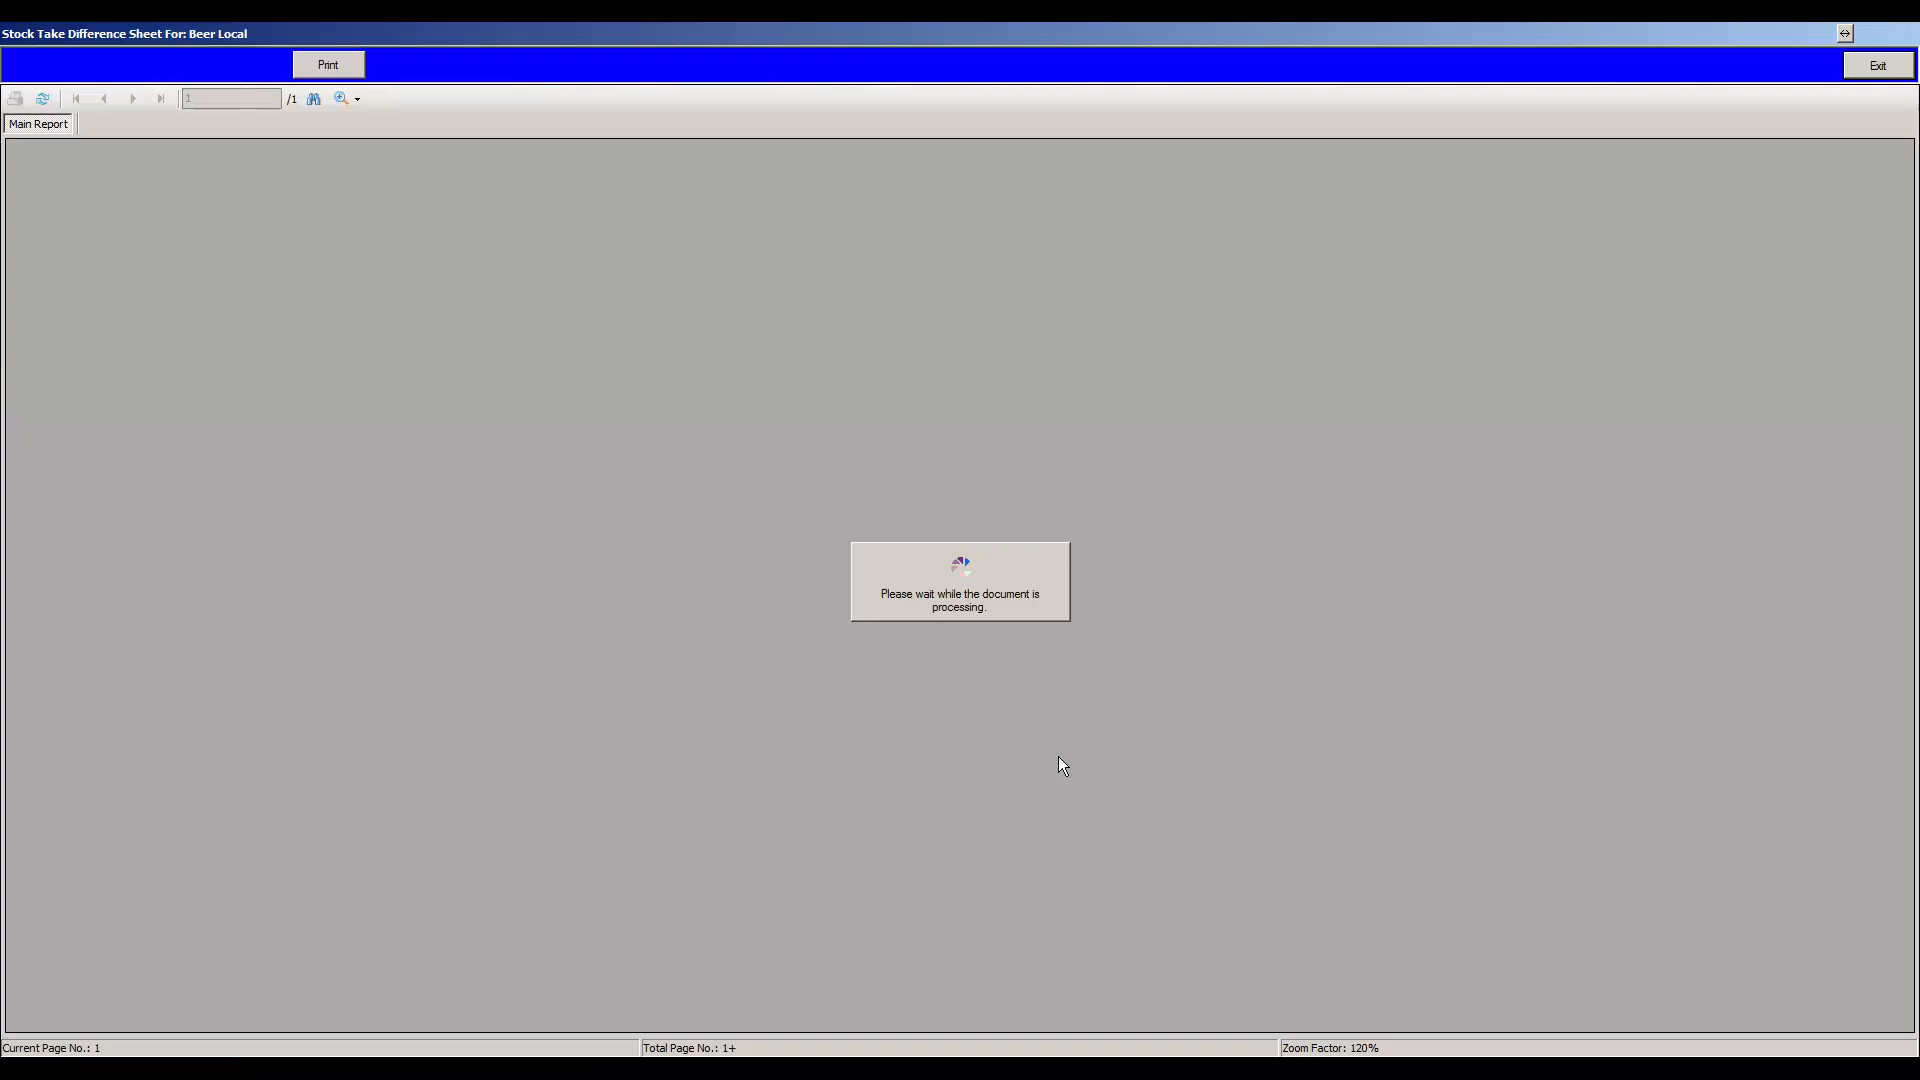 Stock Take Difference Sheet For: Beer Local
Print
Exit
1
/1
Main Report
Please wait while the document is
processing.
Current Page No.: 1
Total Page No.: 1+
Zoom Factor: 120%